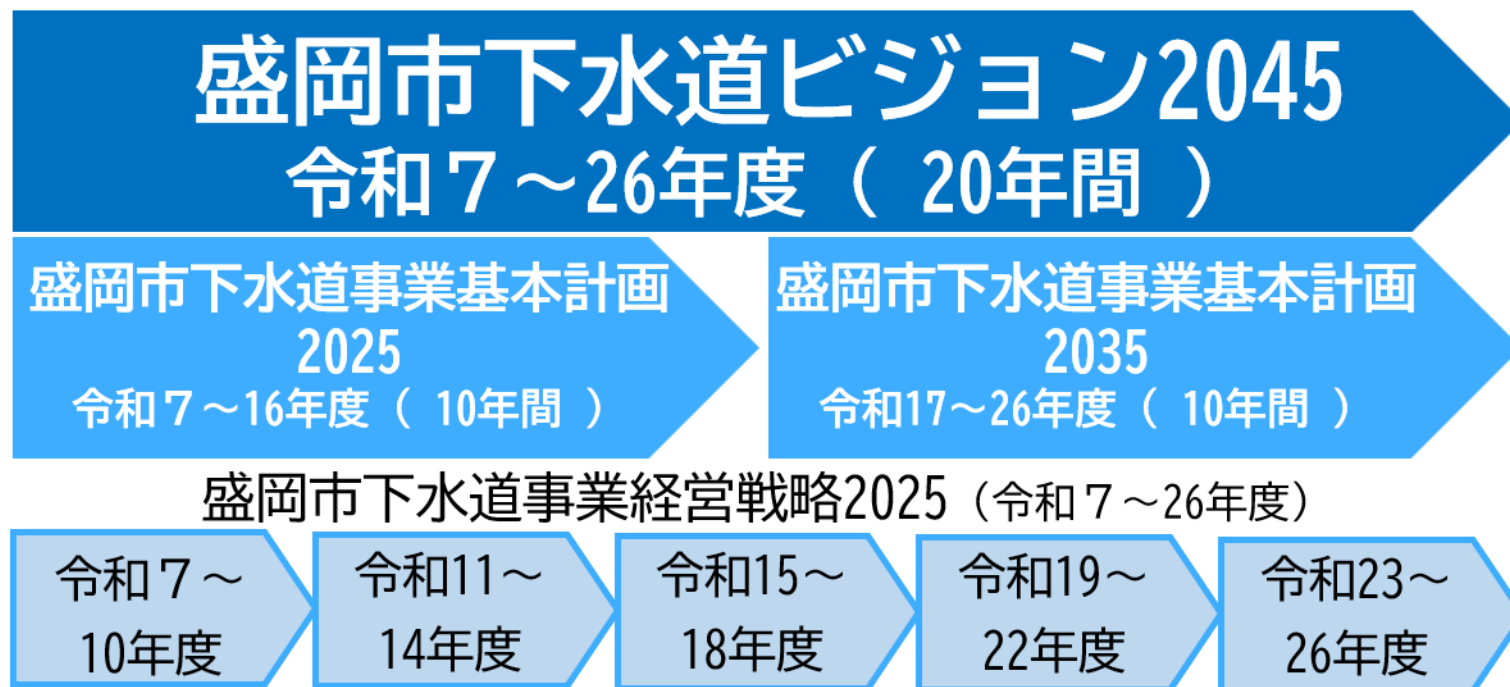 盛岡市下水道ビジョン2045
令和７～26年度（ 20年間 ）
盛岡市下水道事業基本計画
2025
令和７～16年度（ 10年間 ）
盛岡市下水道事業基本計画
2035
令和17～26年度（ 10年間 ）
盛岡市下水道事業経営戦略2025（令和７～26年度）
令和７～
10年度
令和11～
14年度
令和15～
18年度
令和19～
22年度
令和23～
26年度